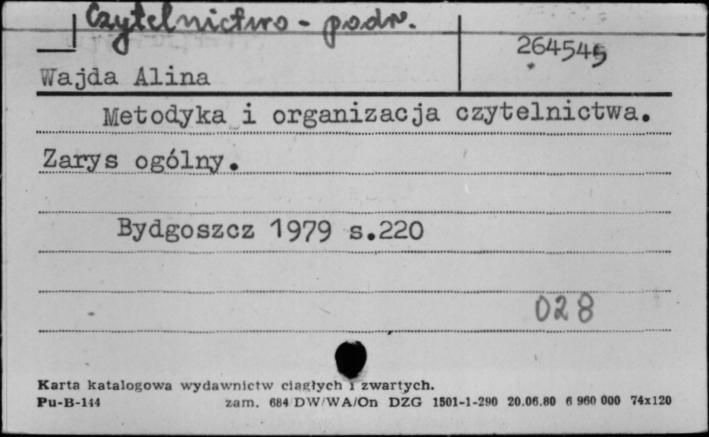 Czytelnictwo - podr.
264545
Wajda Alina
Metodyka i organizacja czytelnictwa.
Zarys ogólny.
Bydgoszcz 1979 s.220
028
Karta katalogowa wydawnictw ciągłych i zwartych.
Pu-B-144 zam. 684 DW/WA/On DZG 1501-1-290 20.06.80 6 960 000 74x120